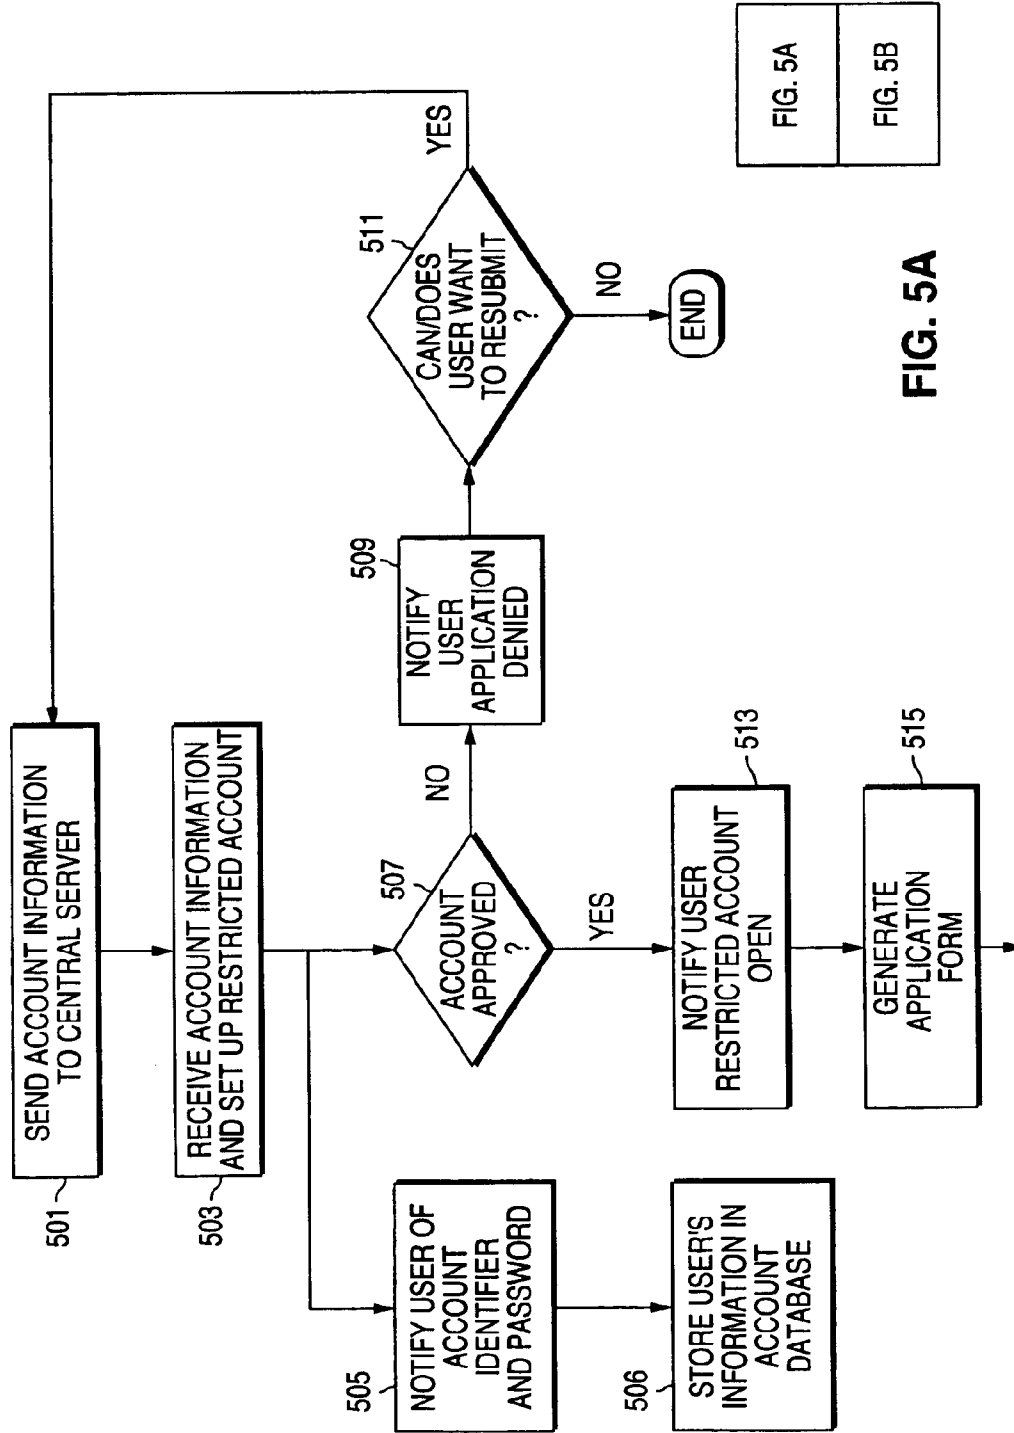 501
SEND ACCOUNT INFORMATION
TO CENTRAL SERVER
503
RECEIVE ACCOUNT INFORMATION
AND SET UP RESTRICTED ACCOUNT
505
NOTIFY USER OF
ACCOUNT
IDENTIFIER
AND PASSWORD
507
ACCOUNT
APPROVED
?
NO
509
NOTIFY
USER
APPLICATION
DENIED
511
CAN/DOES
USER WANT
TO RESUBMIT
?
YES
NO
END
YES
506
STORE USER'S
INFORMATION IN
ACCOUNT
DATABASE
513
NOTIFY USER
RESTRICTED ACCOUNT
OPEN
515
GENERATE
APPLICATION
FORM
FIG. 5A
FIG. 5A
FIG. 5B